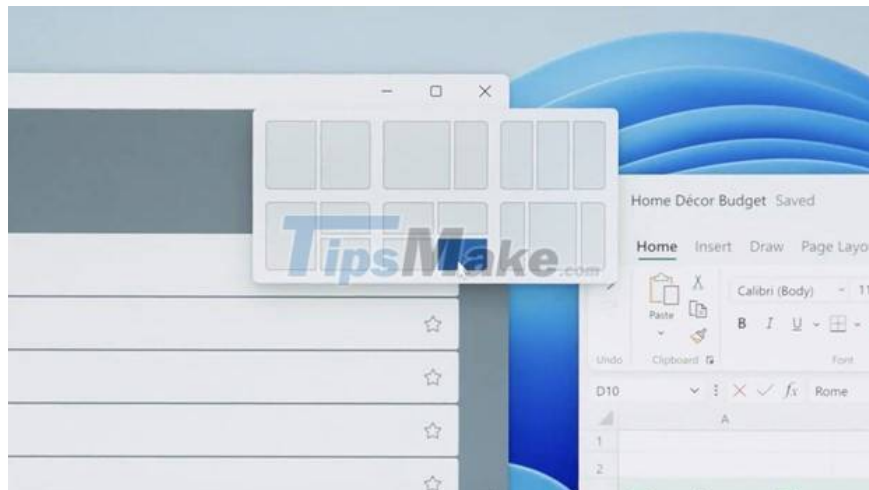 TipsMake.com
Home Décor Budget Saved
Home Insert Draw Page Layo
Paste
Calibri (Body) 11
B I U
Undo Clipboard Font
D10 fx Rome
A
1
2